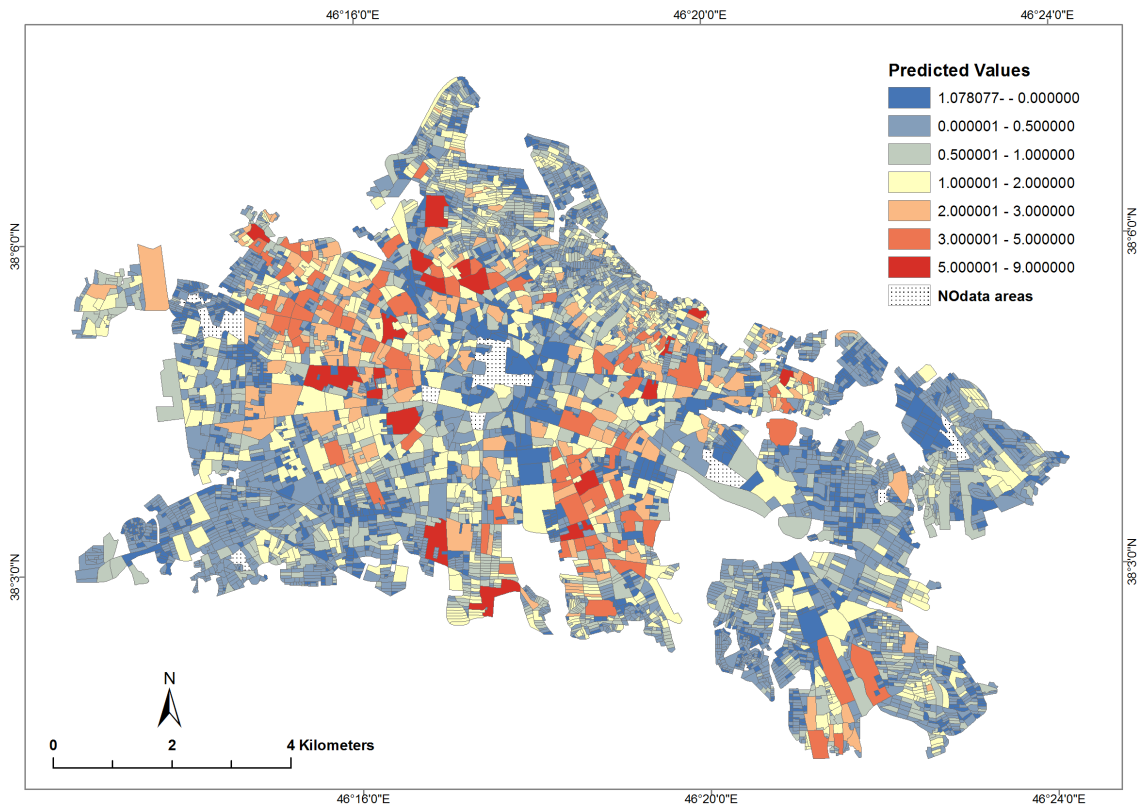 46°16'0"E 46°20'0"E 46°24'0"E
Predicted Values
1.078077- - 0.000000
0.000001 - 0.500000
0.500001 - 1.000000
1.000001 - 2.000000
2.000001 - 3.000000
3.000001 - 5.000000
5.000001 - 9.000000
NOdata areas
38°6'0"N 38°6'0"N
38°3'0"N 38°3'0"N
N
0 2 4 Kilometers
46°16'0"E 46°20'0"E 46°24'0"E